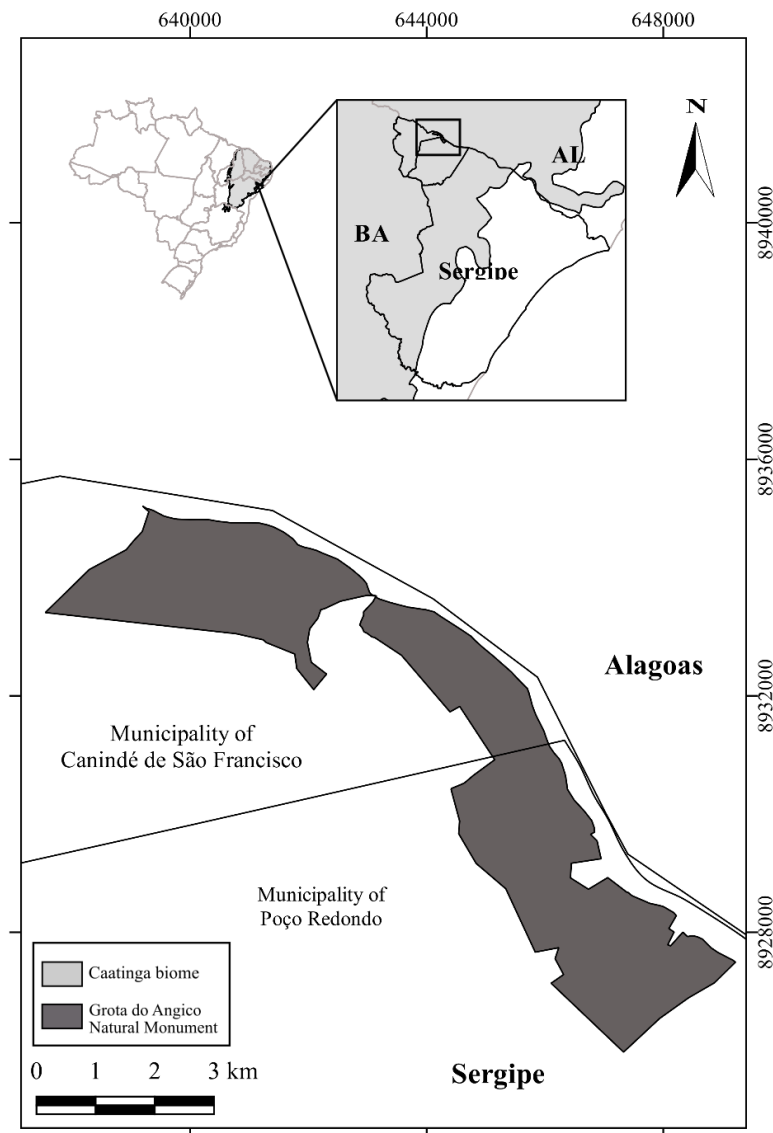 640000
644000
648000
N
AL
8940000
BA
Sergipe
8936000
Alagoas
8932000
Municipality of
Canindé de São Francisco
Municipality of
Poço Redondo
8928000
Caatinga biome
Grota do Angico
Natural Monument
0 1 2 3 km
Sergipe